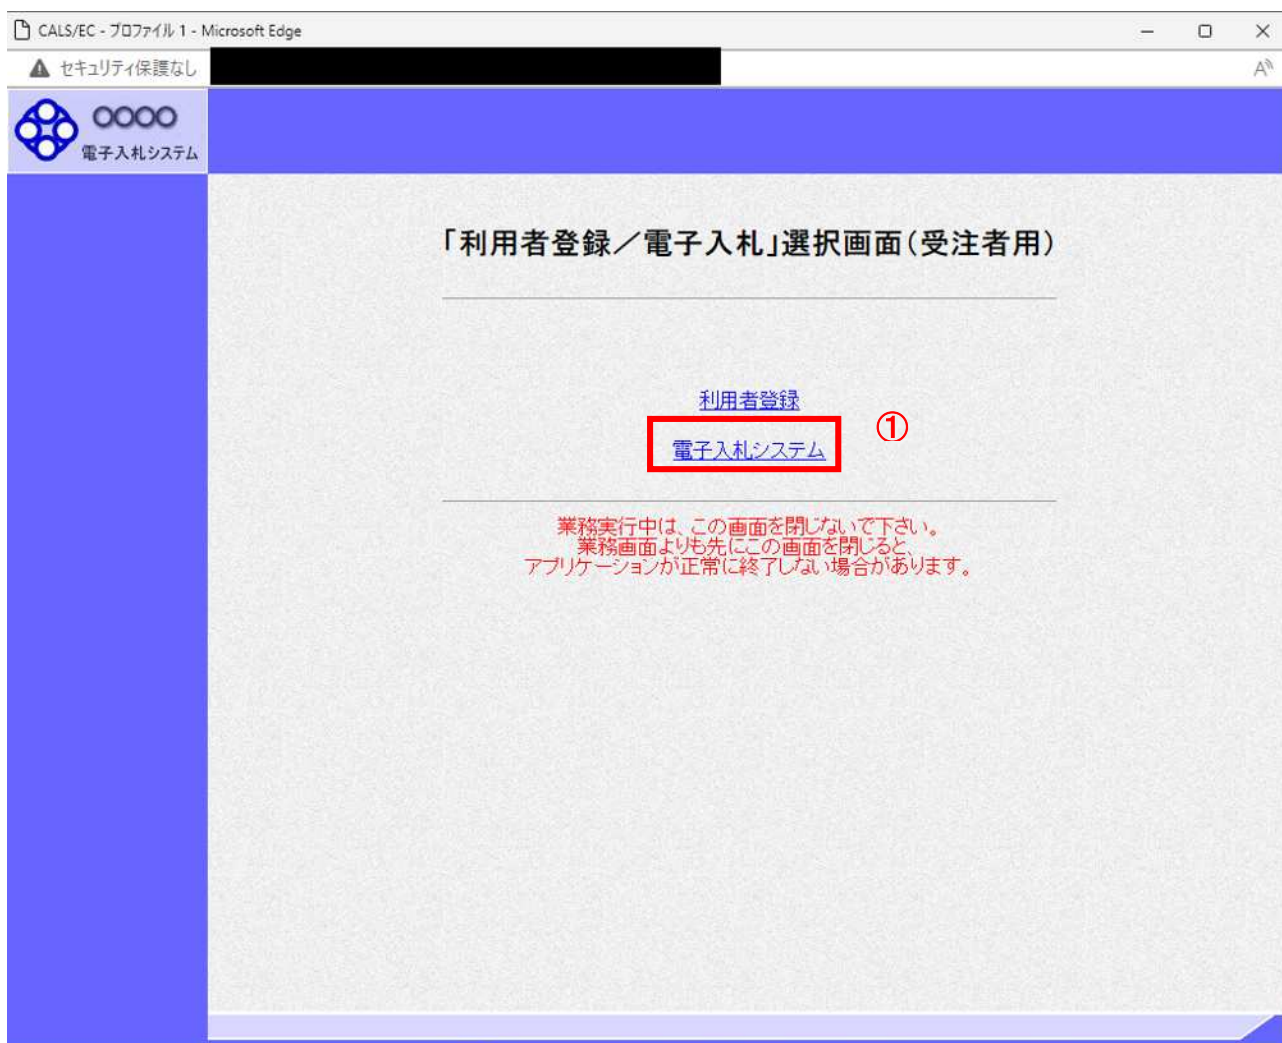 CALS/EC - プロファイル 1 - Microsoft Edge
セキュリティ保護なし
○○○○
電子入札システム
「利用者登録／電子入札」選択画面(受注者用)
利用者登録
①
電子入札システム
業務実行中は、この画面を閉じないで下さい。
業務画面よりも先にこの画面を閉じると、
アプリケーションが正常に終了しない場合があります。